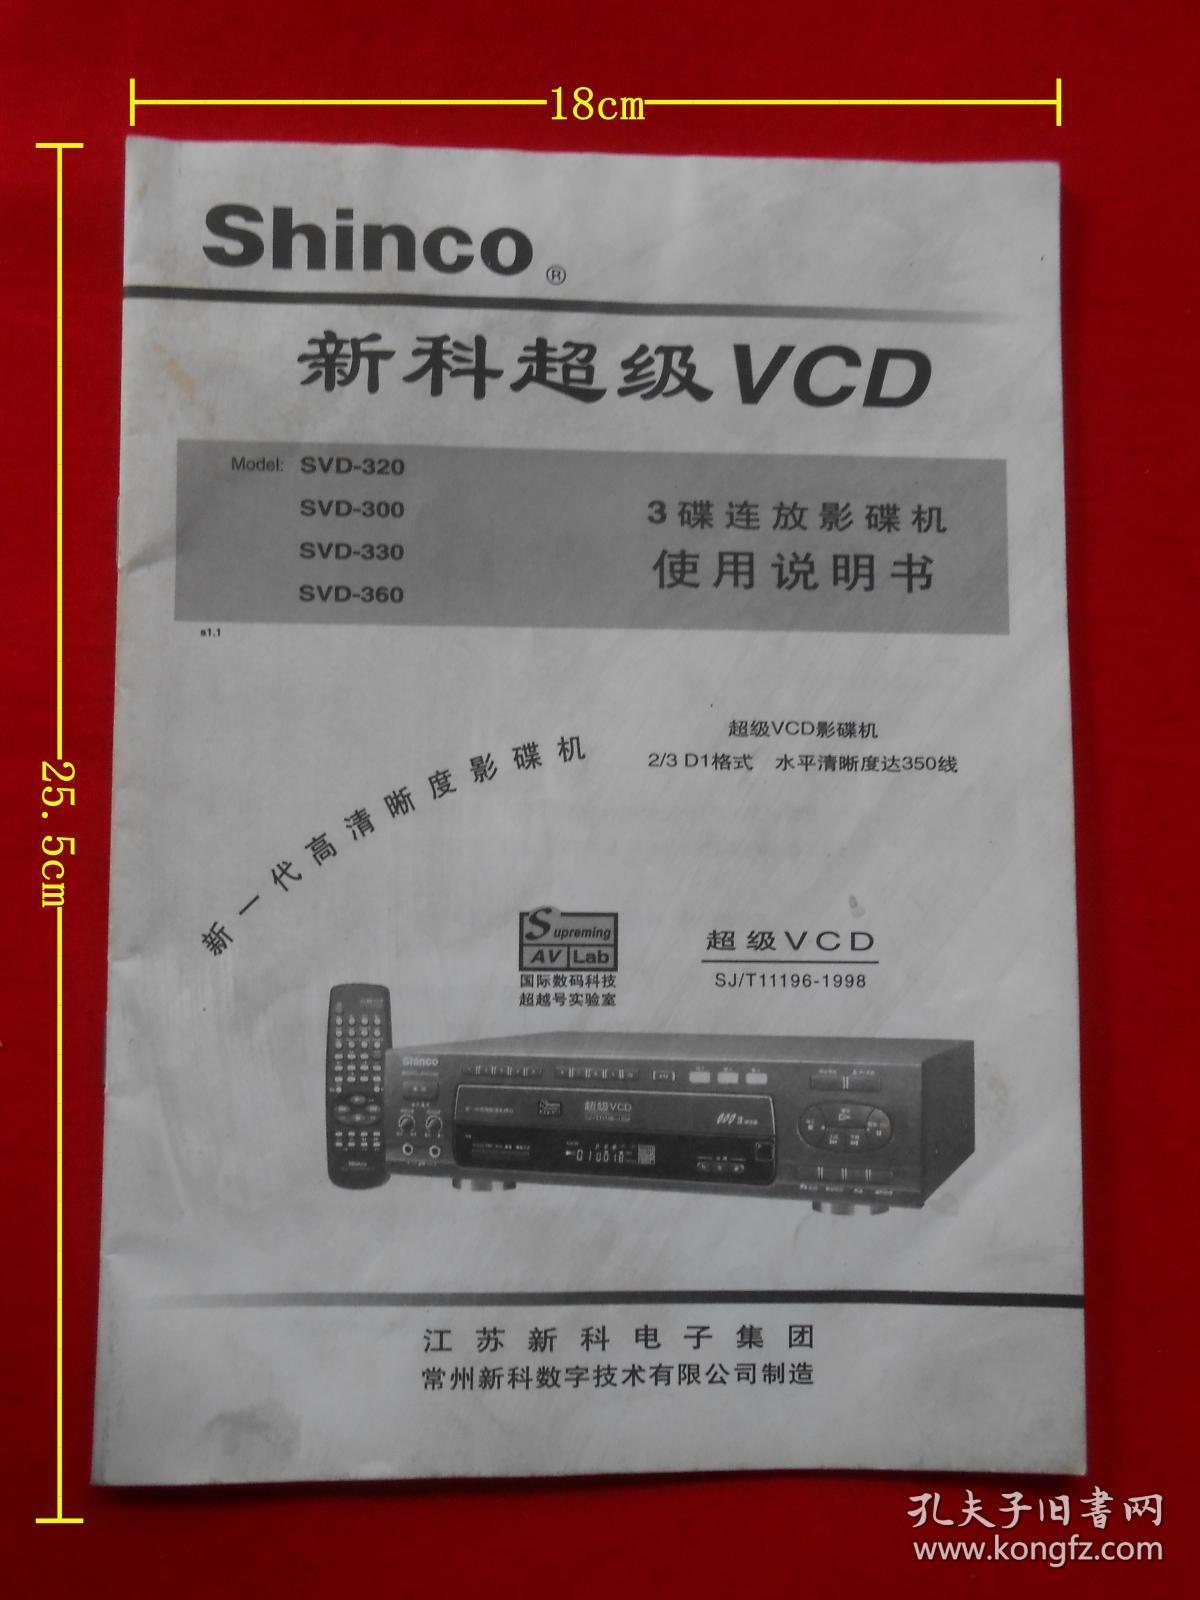 18cm
25.5cm
Shinco ®
新科超级VCD
Model: SVD-320
SVD-300
SVD-330
SVD-360
3碟连放影碟机
使用说明书
s1.1
超级VCD影碟机
2/3 D1格式 水平清晰度达350线
新一代高清晰度影碟机
Supreming
AV Lab
国际数码科技
超越号实验室
超级VCD
SJ/T11196-1998
Shinco
超级VCD
江苏新科电子集团
常州新科数字技术有限公司制造
孔夫子旧书网
www.kongfz.com